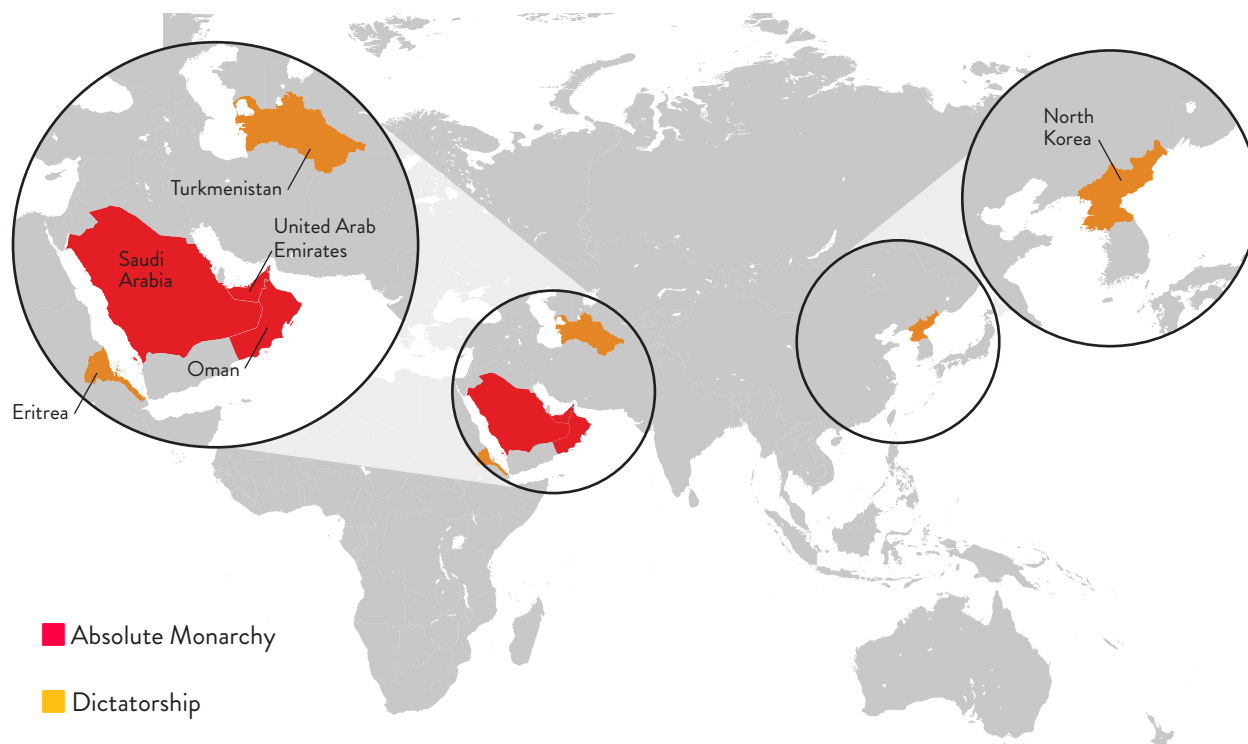 North
Korea
Turkmenistan
United Arab
Emirates
Saudi
Arabia
Oman
Eritrea
Absolute Monarchy
Dictatorship